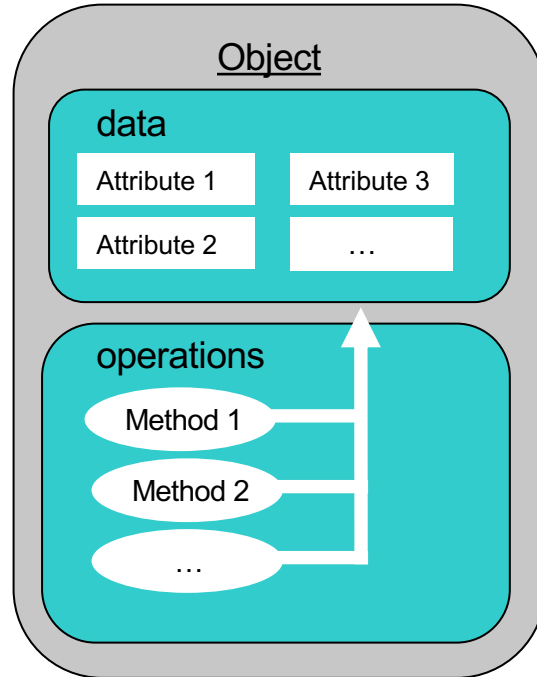 Object
data
Attribute 1
Attribute 3
Attribute 2
…
operations
Method 1
Method 2
…